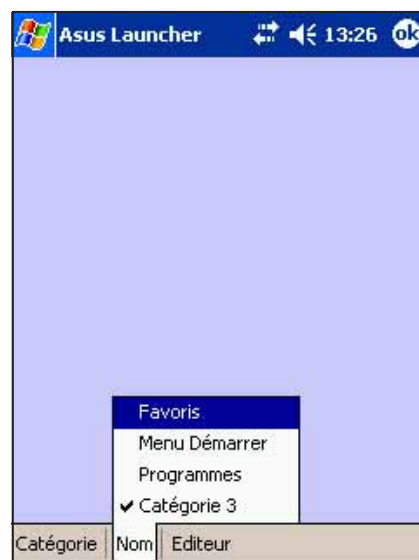 Asus Launcher 13:26 ok
Favoris
Menu Démarrer
Programmes
✔ Catégorie 3
Catégorie Nom Editeur